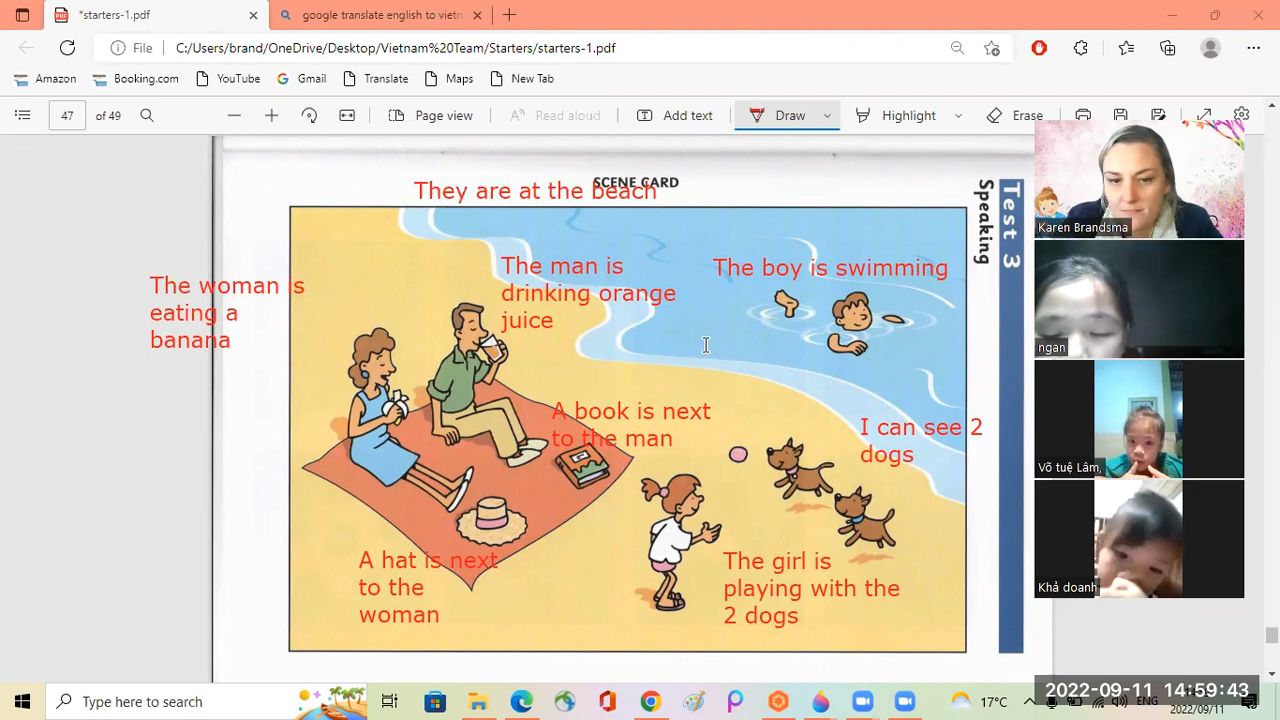 *starters-1.pdf
google translate english to vietn
File
C:/Users/brand/OneDrive/Desktop/Vietnam%20Team/Starters/starters-1.pdf
Amazon
Booking.com
YouTube
Gmail
Translate
Maps
New Tab
47 of 49
Page view
Read aloud
Add text
Draw
Highlight
Erase
SCENE CARD
They are at the beach
Test 3
Speaking
The woman is
eating a
banana
The man is
drinking orange
juice
The boy is swimming
A book is next
to the man
I can see 2
dogs
A hat is next
to the
woman
The girl is
playing with the
2 dogs
Karen Brandsma
ngan
Võ tuệ Lâm,
Khả doanh
Type here to search
17°C
ENG
2022-09-11 14:59:43
2022/09/11